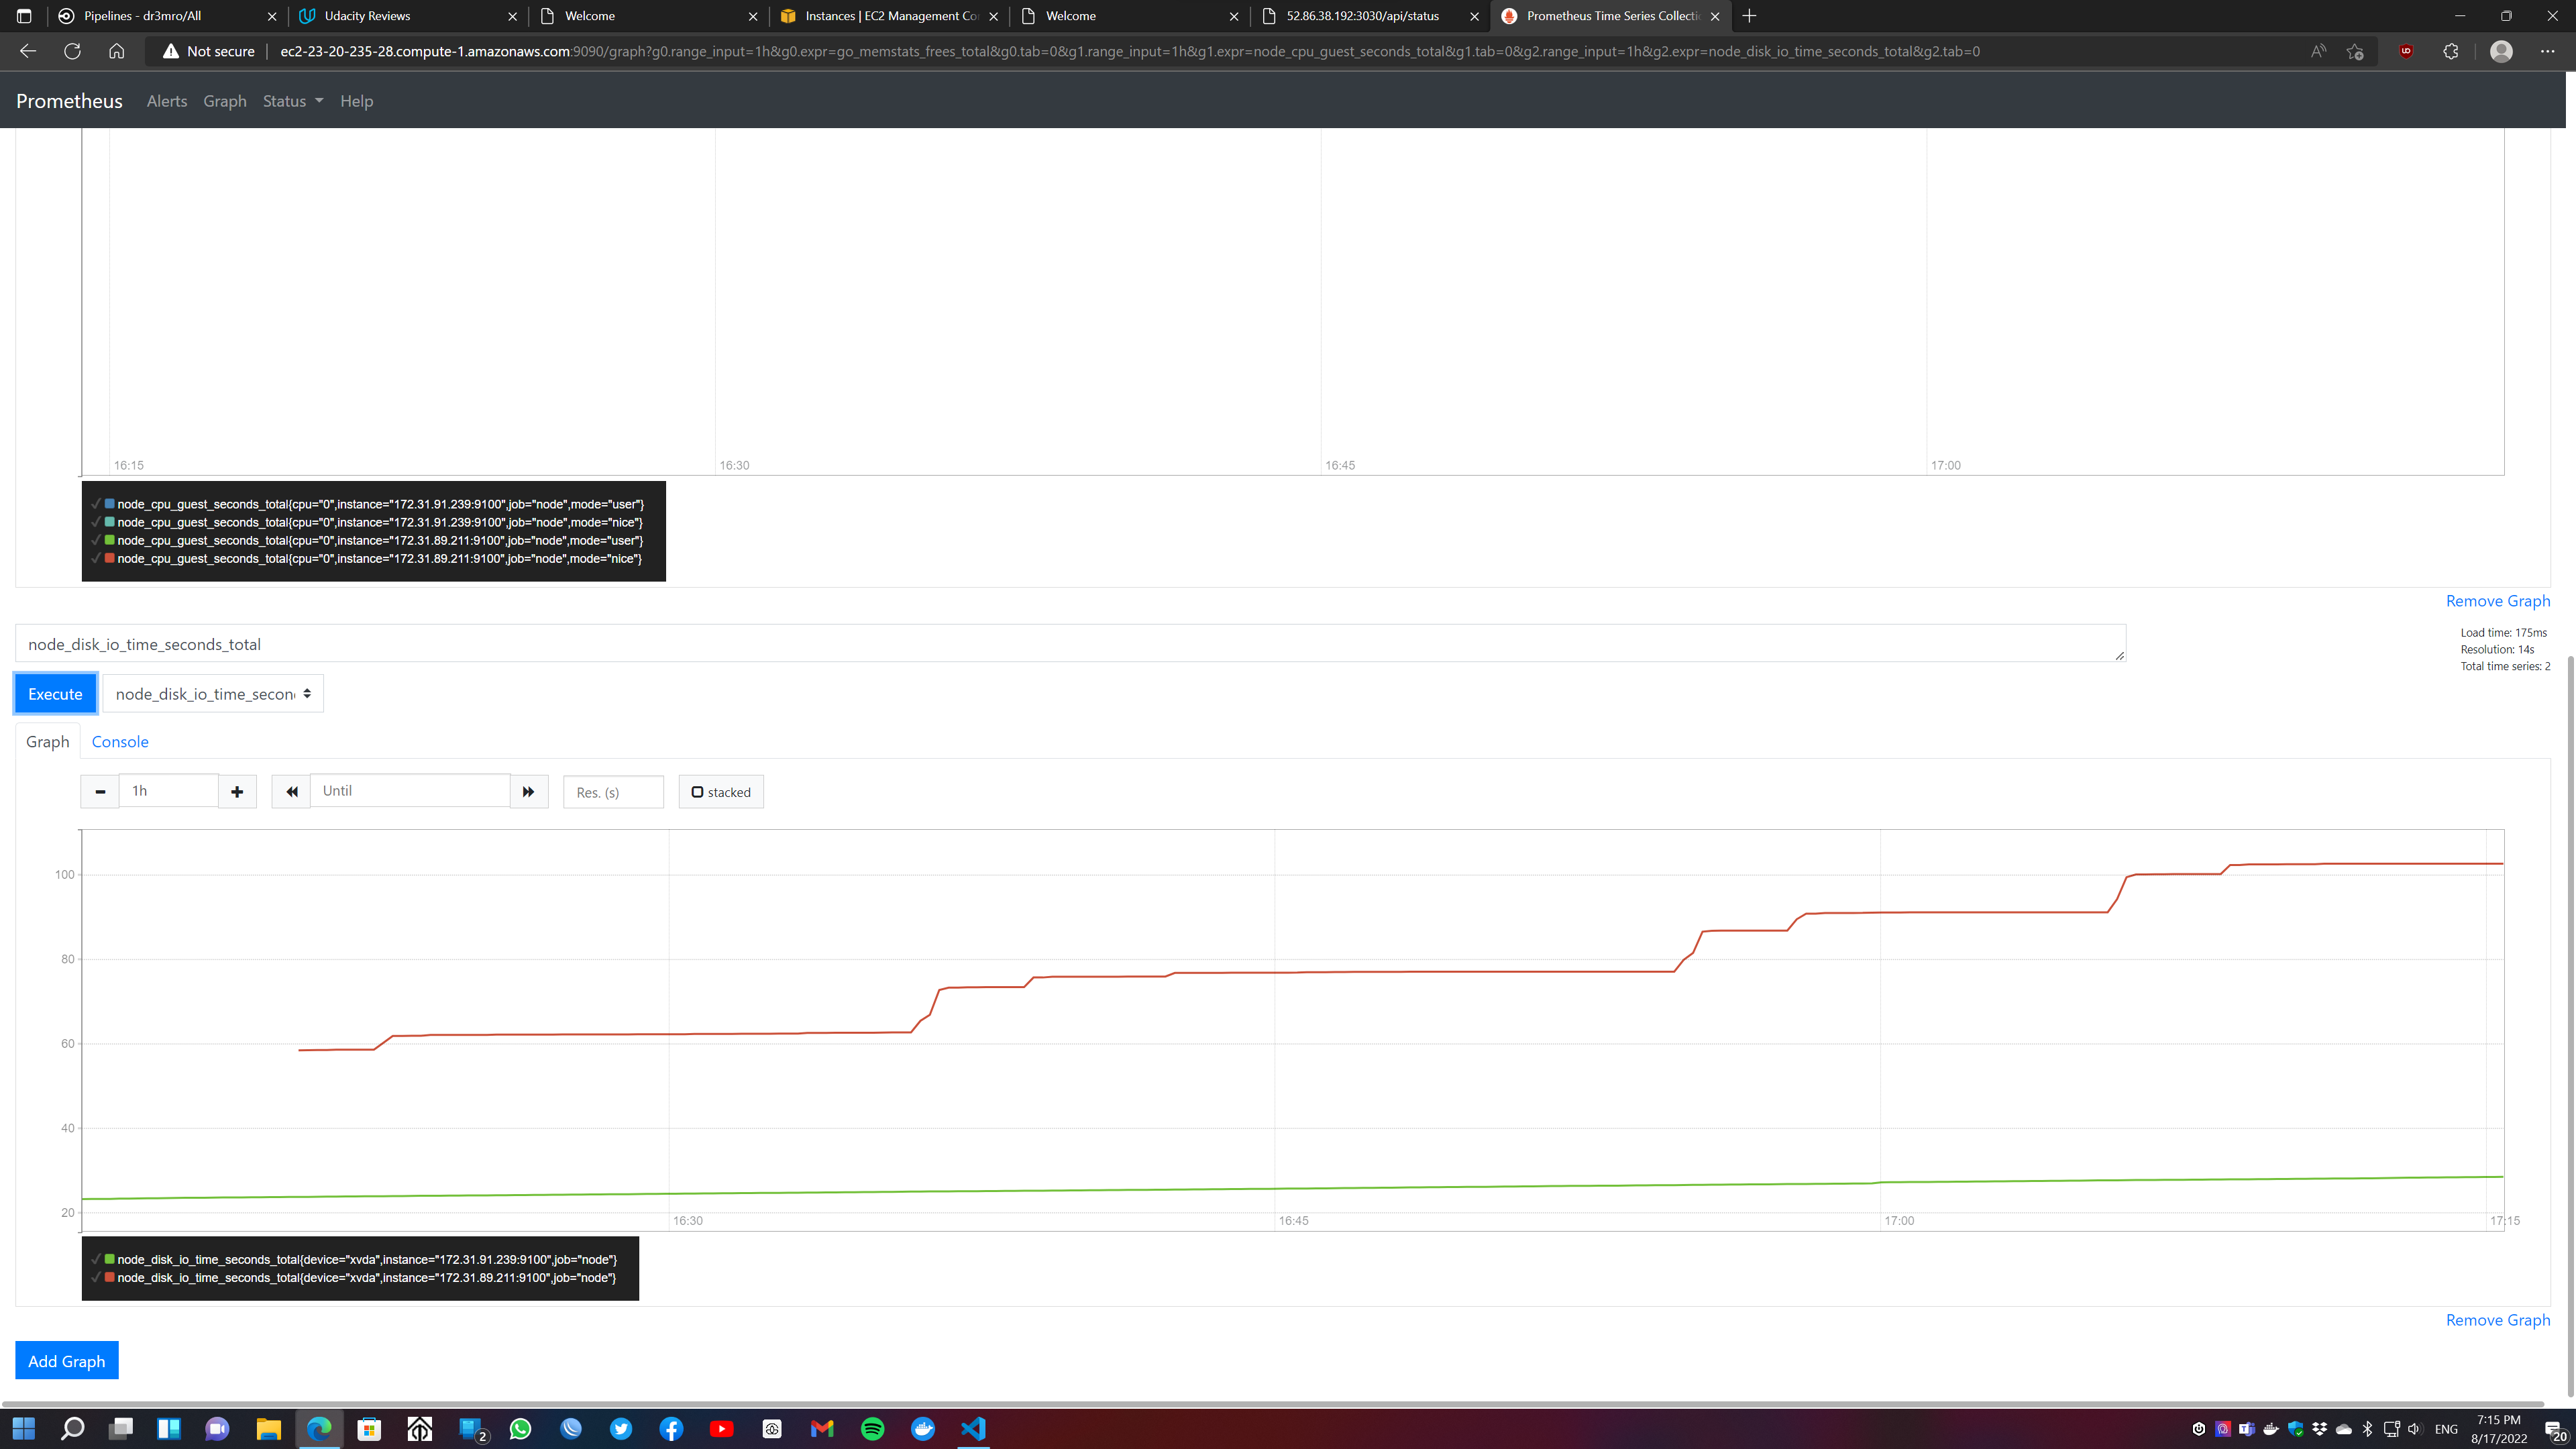 Pipelines - dr3mro/All
Udacity Reviews
Welcome
Instances | EC2 Management Co
Welcome
52.86.38.192:3030/api/status
Prometheus Time Series Collecti
Not secure
ec2-23-20-235-28.compute-1.amazonaws.com:9090/graph?g0.range_input=1h&g0.expr=go_memstats_frees_total&g0.tab=0&g1.range_input=1h&g1.expr=node_cpu_guest_seconds_total&g1.tab=0&g2.range_input=1h&g2.expr=node_disk_io_time_seconds_total&g2.tab=0
Prometheus Alerts Graph Status Help
16:15 16:30 16:45 17:00
node_cpu_guest_seconds_total{cpu="0",instance="172.31.91.239:9100",job="node",mode="user"}
node_cpu_guest_seconds_total{cpu="0",instance="172.31.91.239:9100",job="node",mode="nice"}
node_cpu_guest_seconds_total{cpu="0",instance="172.31.89.211:9100",job="node",mode="user"}
node_cpu_guest_seconds_total{cpu="0",instance="172.31.89.211:9100",job="node",mode="nice"}
Remove Graph
node_disk_io_time_seconds_total
Load time: 175ms
Resolution: 14s
Total time series: 2
Execute
node_disk_io_time_secon
Graph Console
1h
Until
Res. (s)
stacked
100
80
60
40
20
16:30 16:45 17:00 17:15
node_disk_io_time_seconds_total{device="xvda",instance="172.31.91.239:9100",job="node"}
node_disk_io_time_seconds_total{device="xvda",instance="172.31.89.211:9100",job="node"}
Remove Graph
Add Graph
2
ENG
7:15 PM
8/17/2022
20